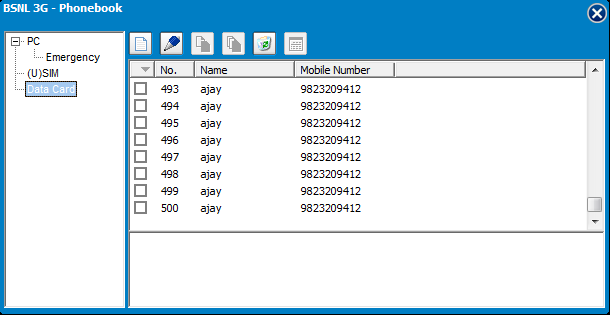 BSNL 3G - Phonebook
PC
Emergency
(U)SIM
Data Card
No. Name Mobile Number
493 ajay 9823209412
494 ajay 9823209412
495 ajay 9823209412
496 ajay 9823209412
497 ajay 9823209412
498 ajay 9823209412
499 ajay 9823209412
500 ajay 9823209412